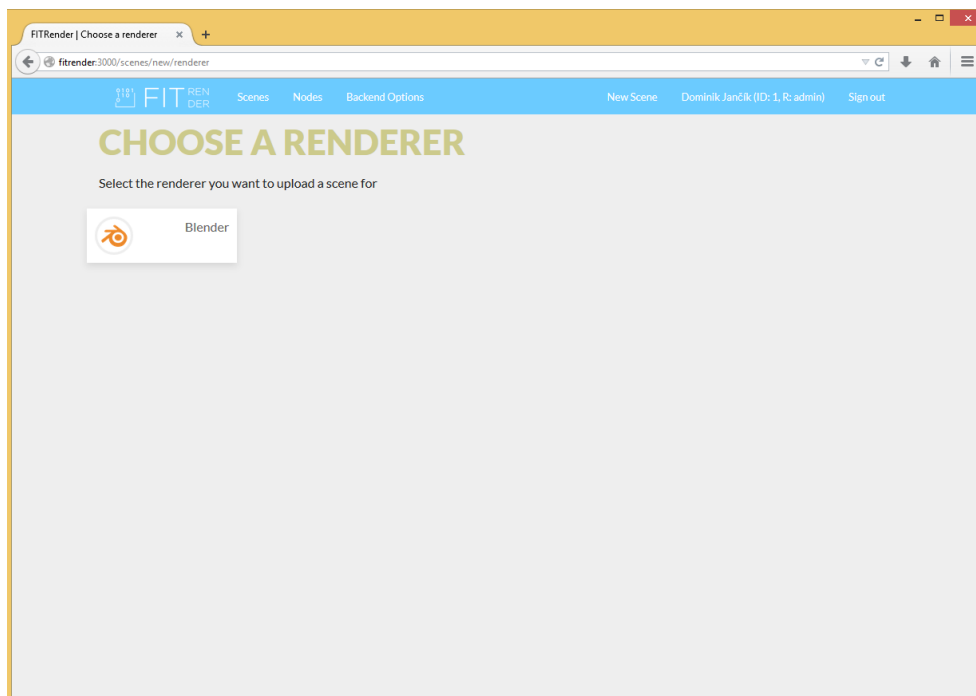 FITRender | Choose a renderer
fitrender:3000/scenes/new/renderer
FIT REN DER Scenes Nodes Backend Options New Scene Dominik Jančík (ID: 1, R: admin) Sign out
CHOOSE A RENDERER
Select the renderer you want to upload a scene for
Blender